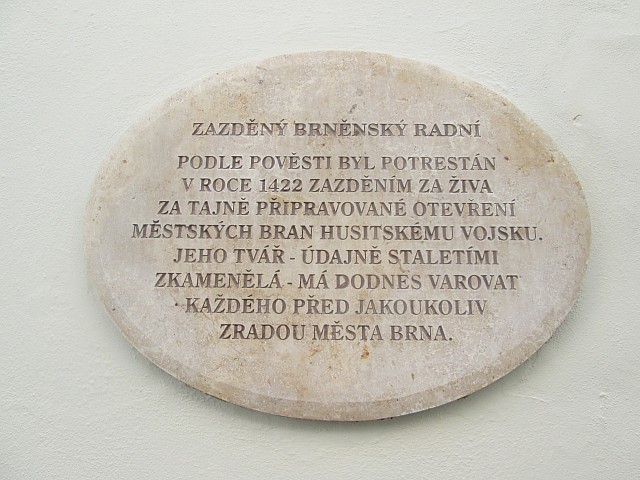 ZAZDĚNÝ BRNĚNSKÝ RADNÍ
PODLE POVĚSTI BYL POTRESTÁN
V ROCE 1422 ZAZDĚNÍM ZA ŽIVA
ZA TAJNĚ PŘIPRAVOVANÉ OTEVŘENÍ
MĚSTSKÝCH BRAN HUSITSKÉMU VOJSKU.
JEHO TVÁŘ - ÚDAJNĚ STALETÍMI
ZKAMENĚLÁ - MÁ DODNES VAROVAT
KAŽDÉHO PŘED JAKOUKOLIV
ZRADOU MĚSTA BRNA.